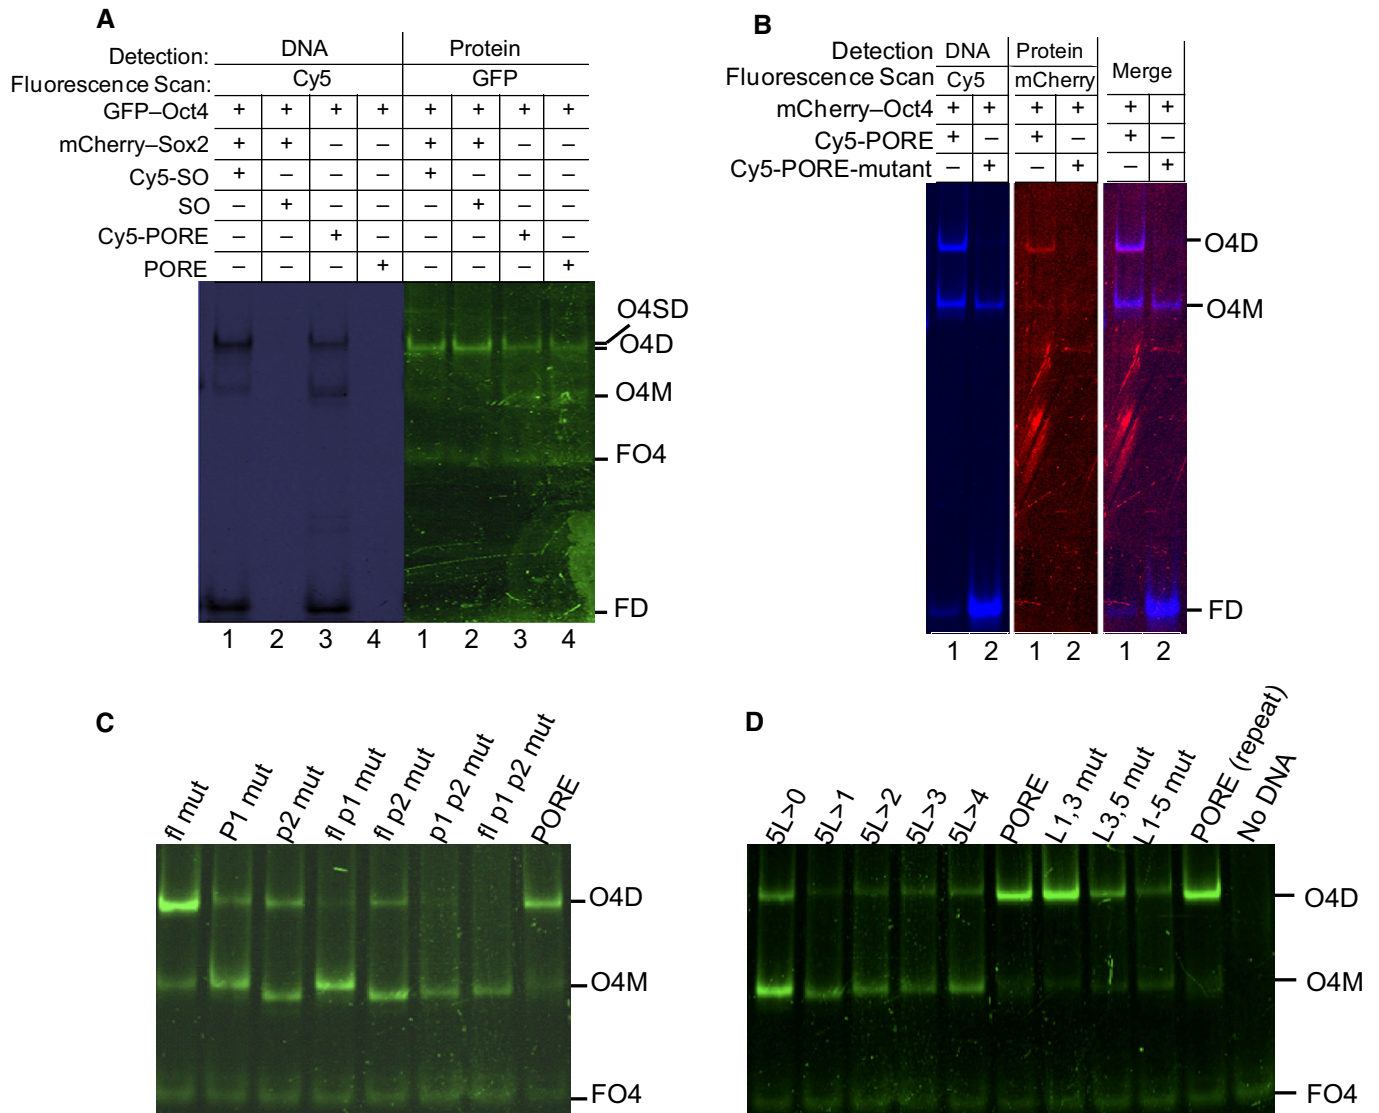 A
Detection: DNA Protein
Fluorescence Scan: Cy5 GFP
GFP–Oct4 + + + + + + + +
mCherry–Sox2 + + – – + + – –
Cy5-SO + – – – + – – –
SO – + – – – + – –
Cy5-PORE – – + – – – + –
PORE – – – + – – – +
O4SD
O4D
O4M
FO4
FD
1 2 3 4 1 2 3 4
B
Detection DNA Protein
Fluorescence Scan Cy5 mCherry Merge
mCherry–Oct4 + + + + + +
Cy5-PORE + – + – + –
Cy5-PORE-mutant – + – + – +
O4D
O4M
FD
1 2 1 2 1 2
C
fl mut P1 mut p2 mut fl p1 mut fl p2 mut p1 p2 mut fl p1 p2 mut PORE
O4D
O4M
FO4
D
5L>0 5L>1 5L>2 5L>3 5L>4 PORE L1,3 mut L3,5 mut L1-5 mut PORE (repeat) No DNA
O4D
O4M
FO4